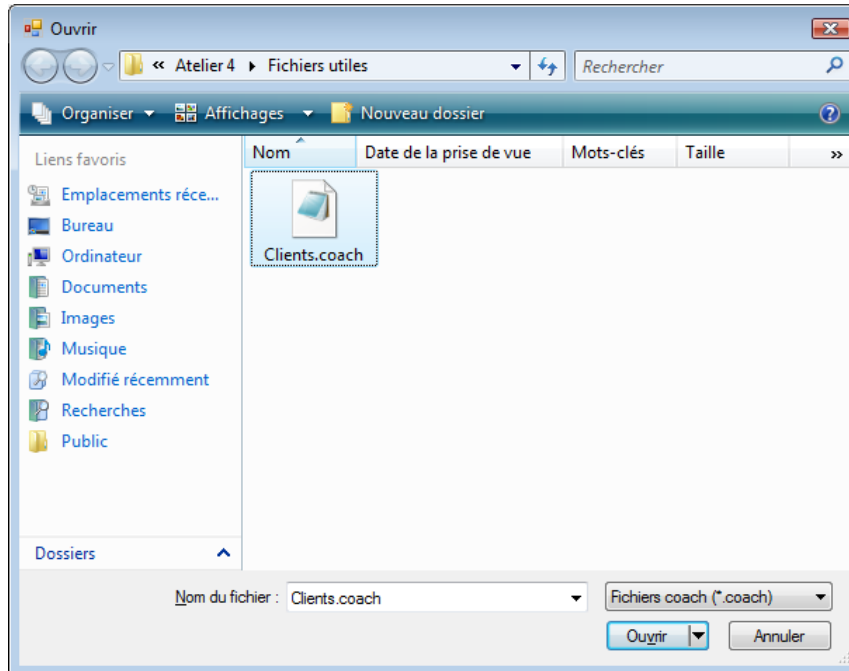 Ouvrir
« Atelier 4 ▸ Fichiers utiles
Rechercher
Organiser Affichages Nouveau dossier
Liens favoris
Emplacements réce...
Bureau
Ordinateur
Documents
Images
Musique
Modifié récemment
Recherches
Public
Dossiers
Nom Date de la prise de vue Mots-clés Taille »
Clients.coach
Nom du fichier : Clients.coach Fichiers coach (*.coach)
Ouvrir Annuler